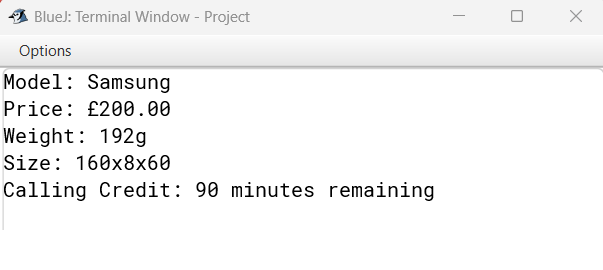 BlueJ: Terminal Window - Project
Options
Model: Samsung
Price: £200.00
Weight: 192g
Size: 160x8x60
Calling Credit: 90 minutes remaining